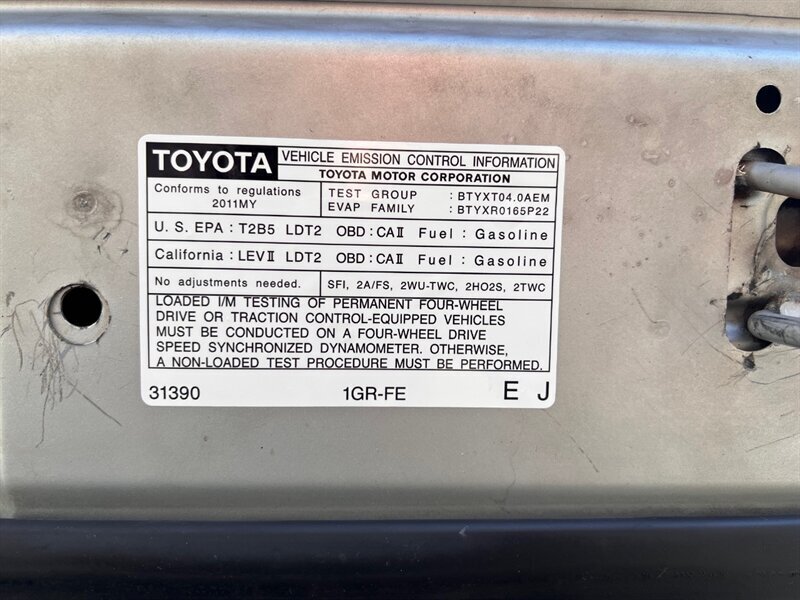 TOYOTA VEHICLE EMISSION CONTROL INFORMATION
TOYOTA MOTOR CORPORATION
Conforms to regulations
2011MY
TEST GROUP : BTYXT04.0AEM
EVAP FAMILY : BTYXR0165P22
U. S. EPA : T2B5 LDT2 OBD : CAⅡ Fuel : Gasoline
California : LEVⅡ LDT2 OBD : CAⅡ Fuel : Gasoline
No adjustments needed. SFI, 2A/FS, 2WU-TWC, 2HO2S, 2TWC
LOADED I/M TESTING OF PERMANENT FOUR-WHEEL
DRIVE OR TRACTION CONTROL-EQUIPPED VEHICLES
MUST BE CONDUCTED ON A FOUR-WHEEL DRIVE
SPEED SYNCHRONIZED DYNAMOMETER. OTHERWISE,
A NON-LOADED TEST PROCEDURE MUST BE PERFORMED.
31390 1GR-FE E J